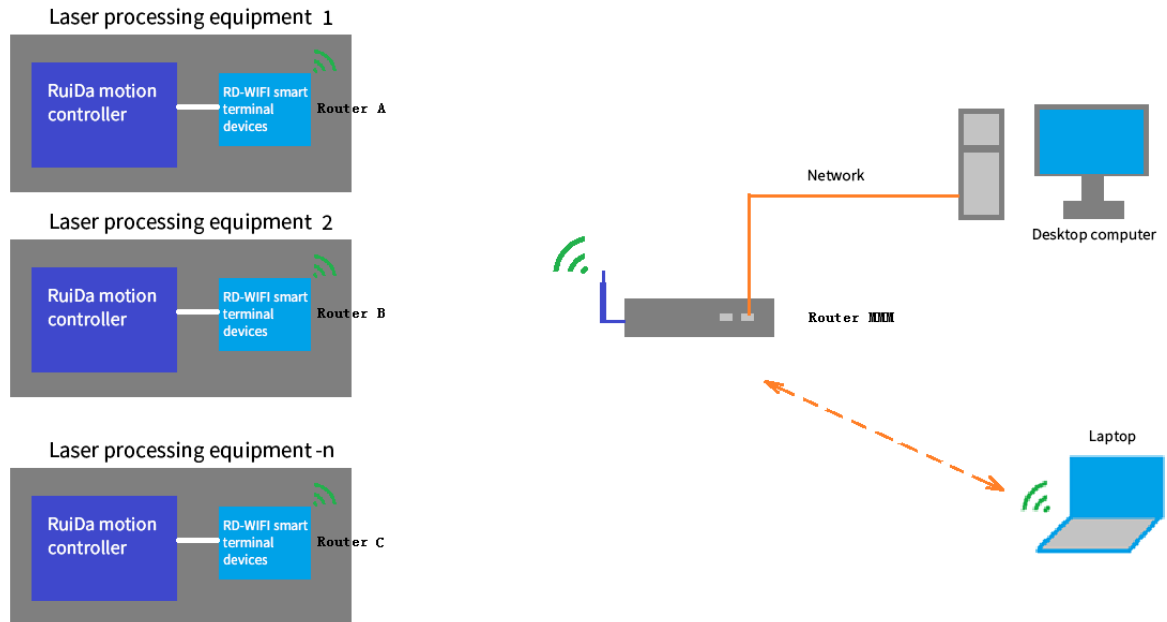 Laser processing equipment 1
RuiDa motion
controller
RD-WIFI smart
terminal
devices
Router A
Laser processing equipment 2
RuiDa motion
controller
RD-WIFI smart
terminal
devices
Router B
Laser processing equipment -n
RuiDa motion
controller
RD-WIFI smart
terminal
devices
Router C
Network
Desktop computer
Router MMM
Laptop